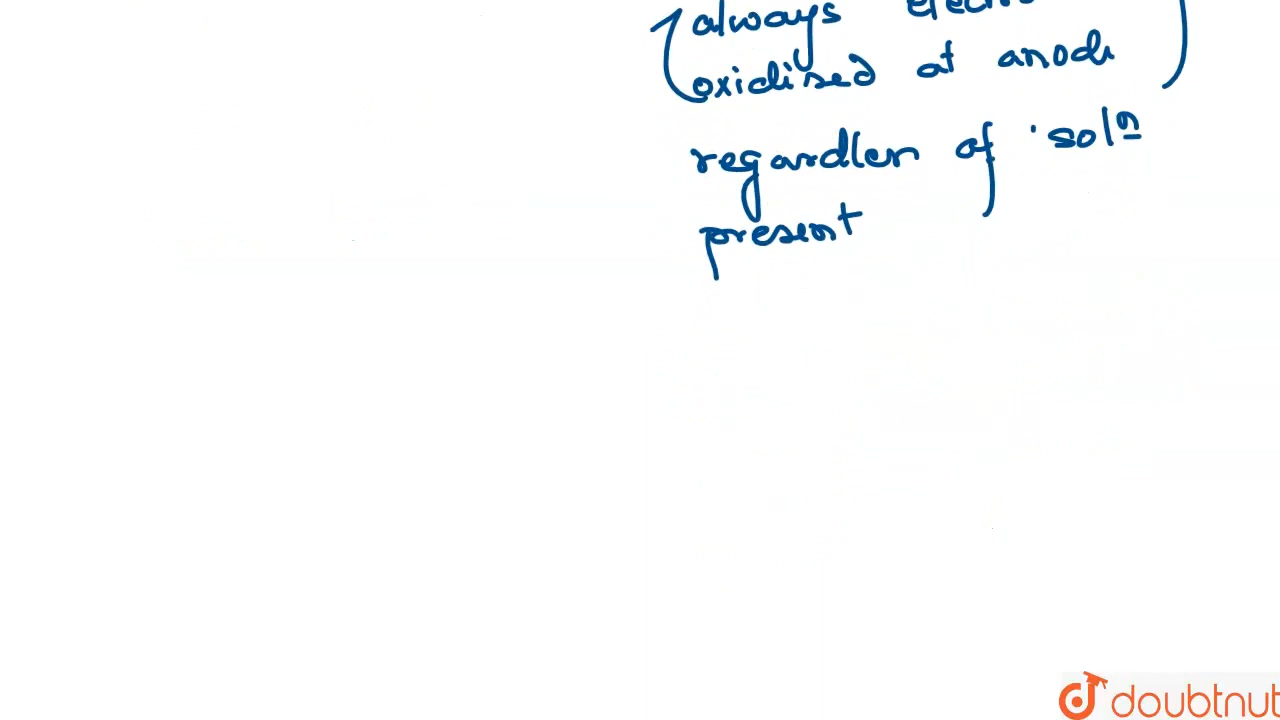 always
oxidised at anode
regardless of solⁿ
present
doubtnut